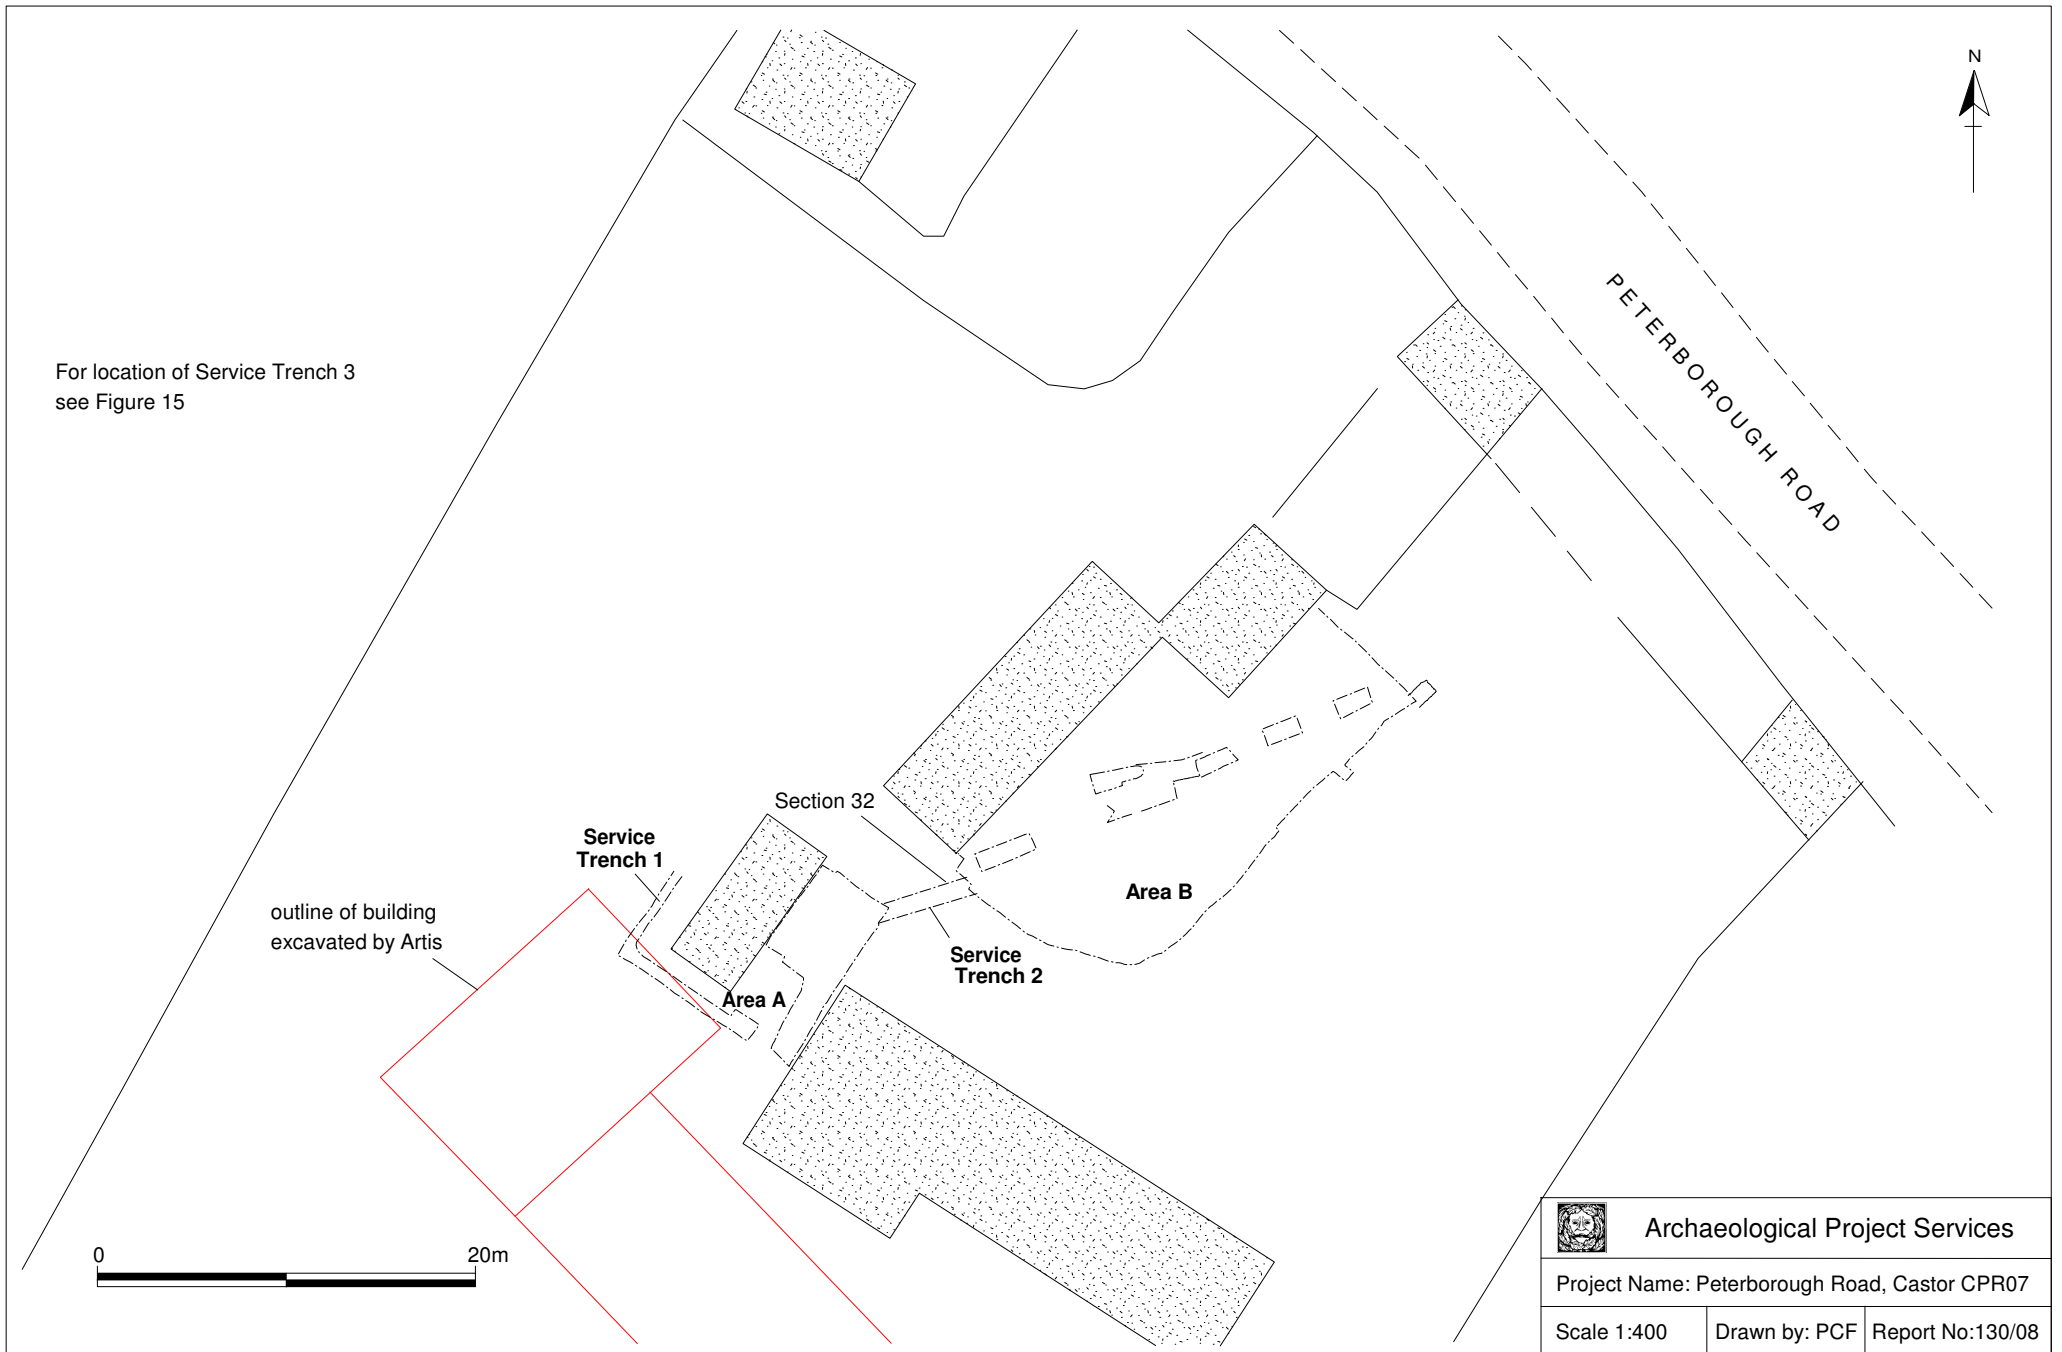 N
PETERBOROUGH ROAD
For location of Service Trench 3
see Figure 15
Section 32
Service
Trench 1
outline of building
excavated by Artis
Area B
Service
Trench 2
Area A
0 20m
Archaeological Project Services
Project Name: Peterborough Road, Castor CPR07
Scale 1:400 Drawn by: PCF Report No:130/08